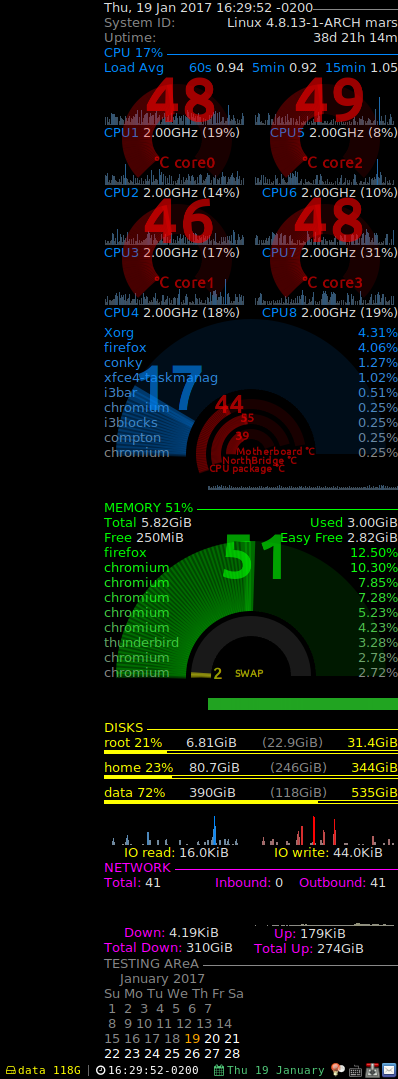 Thu, 19 Jan 2017 16:29:52 -0200
System ID: Linux 4.8.13-1-ARCH mars
Uptime: 38d 21h 14m
CPU 17%
Load Avg 60s 0.94 5min 0.92 15min 1.05
48 49
CPU1 2.00GHz (19%) CPU5 2.00GHz (8%)
°C core0 °C core2
CPU2 2.00GHz (14%) CPU6 2.00GHz (10%)
46 48
CPU3 2.00GHz (17%) CPU7 2.00GHz (31%)
°C core1 °C core3
CPU4 2.00GHz (18%) CPU8 2.00GHz (19%)
Xorg 4.31%
firefox 4.06%
conky 1.27%
xfce4-taskmanag 1.02%
17
i3bar 0.51%
chromium 0.25%
44
i3blocks 0.25%
35
compton 0.25%
39
chromium 0.25%
Motherboard °C
NorthBridge °C
CPU package °C
MEMORY 51%
Total 5.82GiB Used 3.00GiB
Free 250MiB Easy Free 2.82GiB
51
firefox 12.50%
chromium 10.30%
chromium 7.85%
chromium 7.28%
chromium 5.23%
chromium 4.23%
thunderbird 3.28%
chromium 2.78%
chromium 2.72%
2 SWAP
DISKS
root 21% 6.81GiB (22.9GiB) 31.4GiB
home 23% 80.7GiB (246GiB) 344GiB
data 72% 390GiB (118GiB) 535GiB
IO read: 16.0KiB IO write: 44.0KiB
NETWORK
Total: 41 Inbound: 0 Outbound: 41
Down: 4.19KiB Up: 179KiB
Total Down: 310GiB Total Up: 274GiB
TESTING AReA
January 2017
Su Mo Tu We Th Fr Sa
1 2 3 4 5 6 7
8 9 10 11 12 13 14
15 16 17 18 19 20 21
22 23 24 25 26 27 28
data 118G | 16:29:52-0200 Thu 19 January